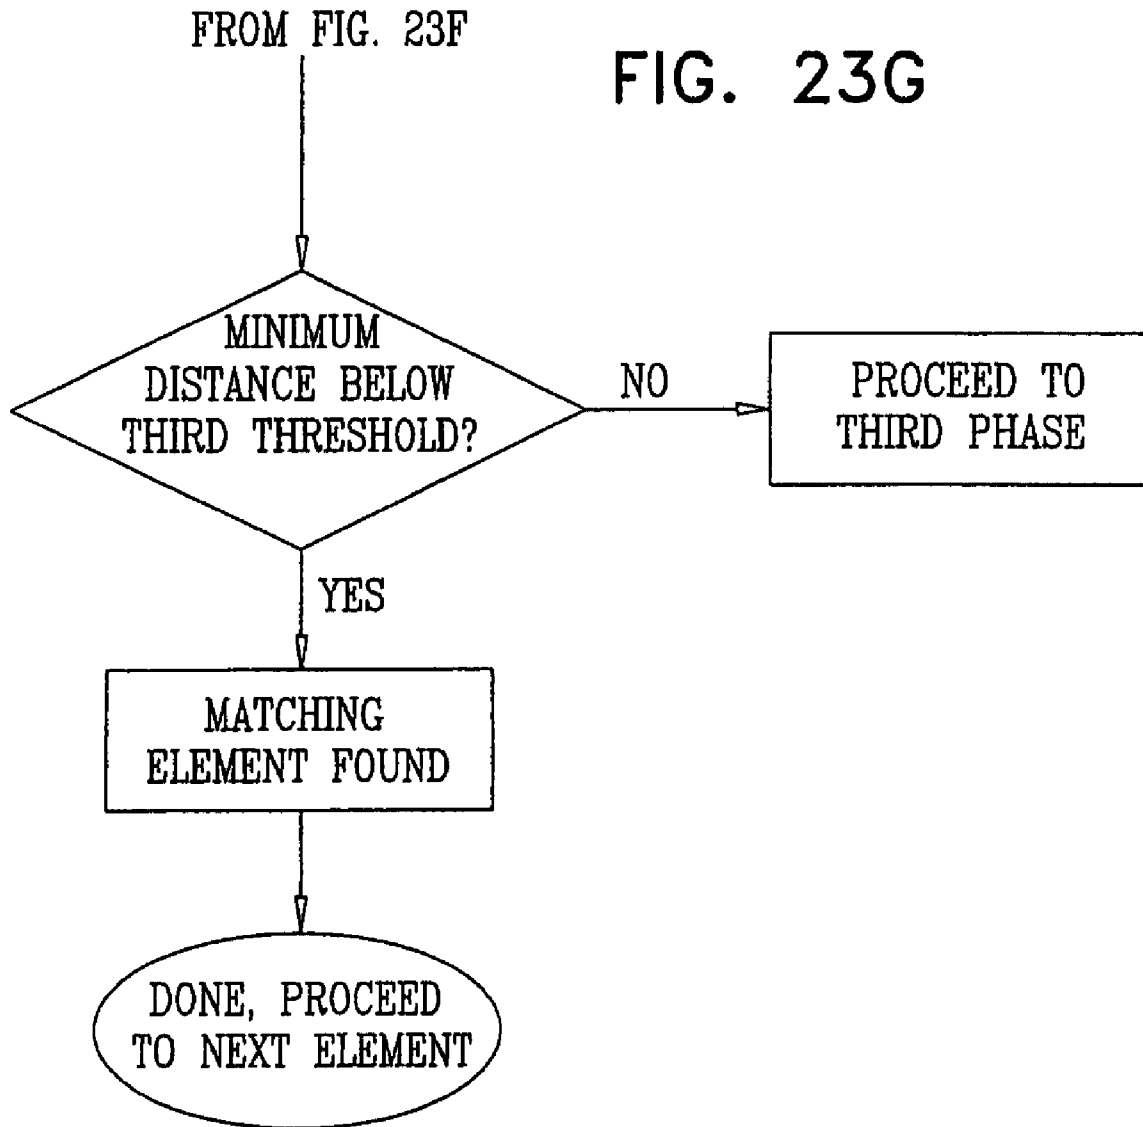 FROM FIG. 23F
FIG. 23G
MINIMUM
DISTANCE BELOW
THIRD THRESHOLD?
NO
PROCEED TO
THIRD PHASE
YES
MATCHING
ELEMENT FOUND
DONE, PROCEED
TO NEXT ELEMENT